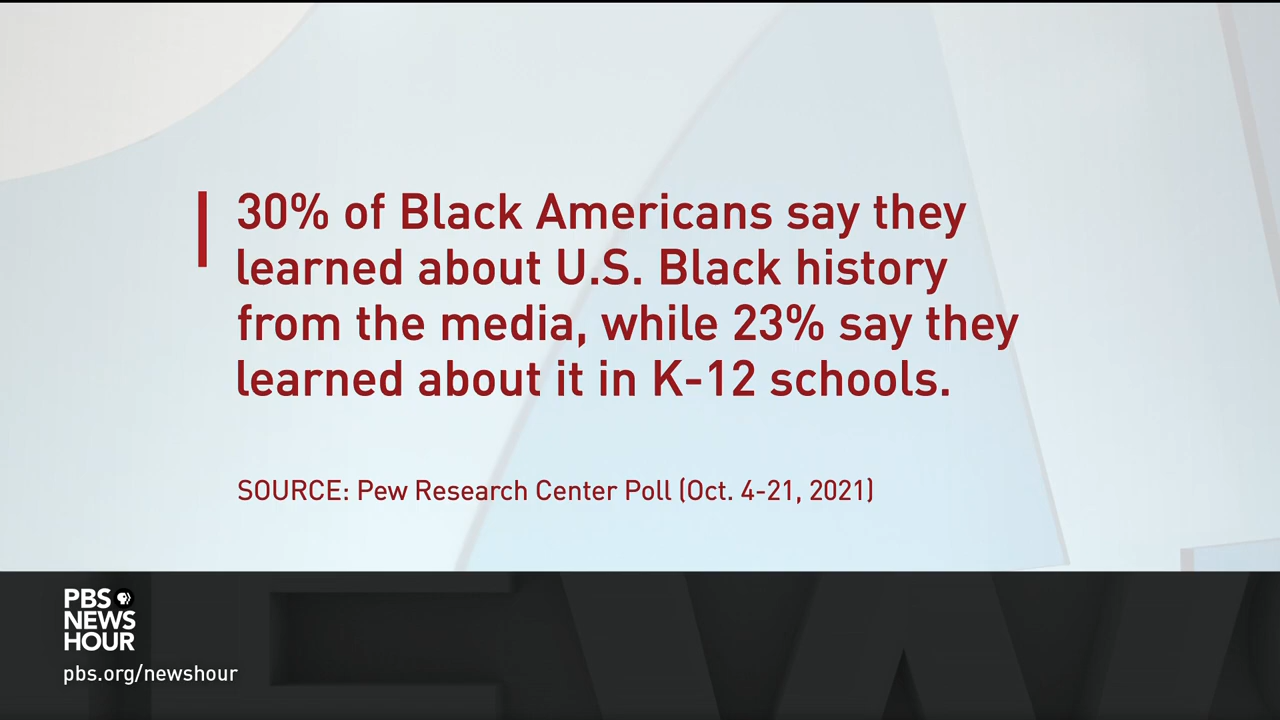 30% of Black Americans say they
learned about U.S. Black history
from the media, while 23% say they
learned about it in K-12 schools.
SOURCE: Pew Research Center Poll (Oct. 4-21, 2021)
PBS
NEWS
HOUR
pbs.org/newshour